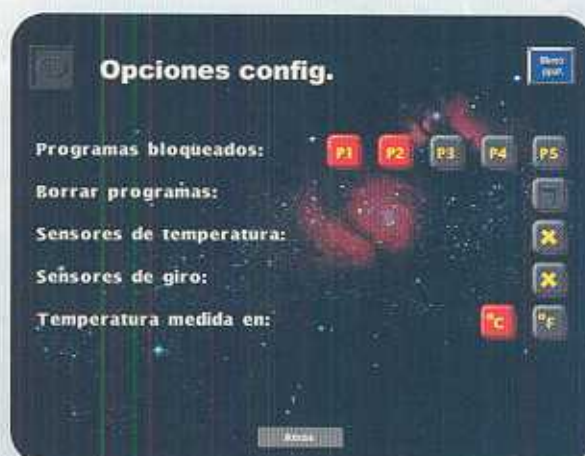 Opciones config.
Menú
Programas bloqueados: P1 P2 P3 P4 P5
Borrar programas:
Sensores de temperatura:
Sensores de giro:
Temperatura medida en: °C °F
Atrás